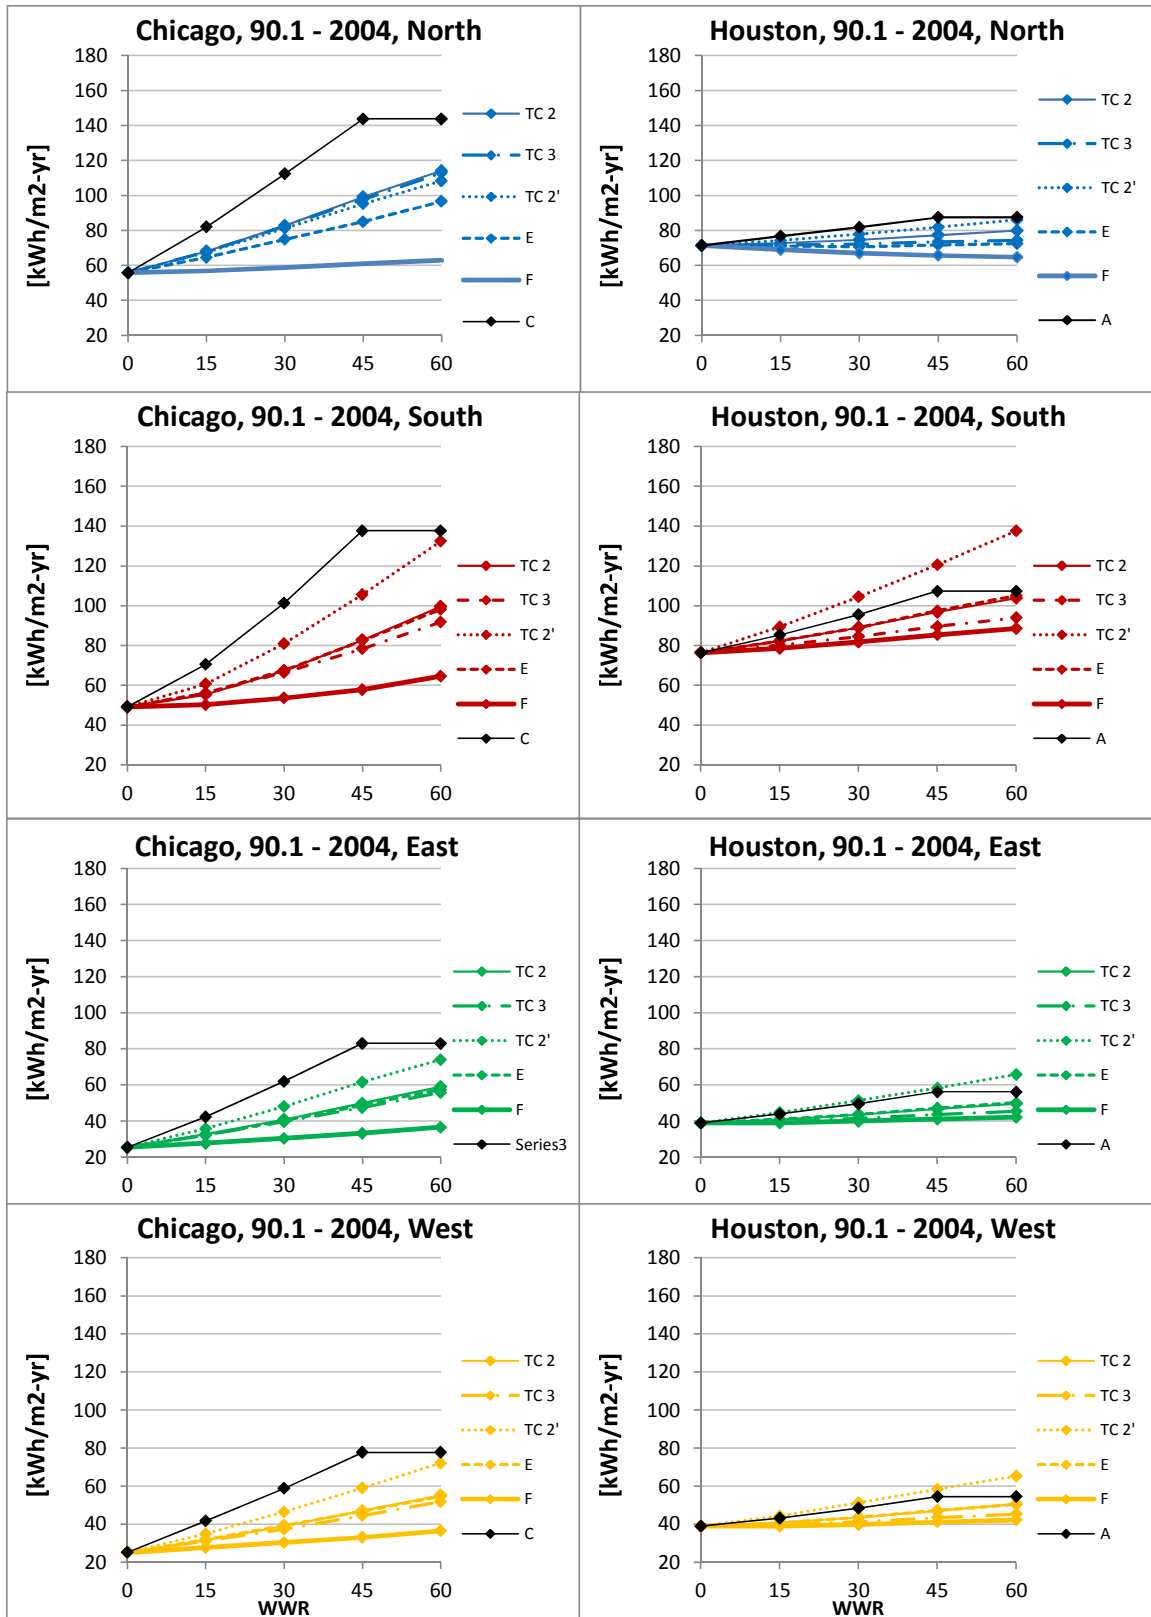 Chicago, 90.1 - 2004, North
[kWh/m2-yr]
180
160
140
120
100
80
60
40
20
0 15 30 45 60
TC 2
TC 3
TC 2'
E
F
C
Houston, 90.1 - 2004, North
[kWh/m2-yr]
180
160
140
120
100
80
60
40
20
0 15 30 45 60
TC 2
TC 3
TC 2'
E
F
A
Chicago, 90.1 - 2004, South
[kWh/m2-yr]
180
160
140
120
100
80
60
40
20
0 15 30 45 60
TC 2
TC 3
TC 2'
E
F
C
Houston, 90.1 - 2004, South
[kWh/m2-yr]
180
160
140
120
100
80
60
40
20
0 15 30 45 60
TC 2
TC 3
TC 2'
E
F
A
Chicago, 90.1 - 2004, East
[kWh/m2-yr]
180
160
140
120
100
80
60
40
20
0 15 30 45 60
TC 2
TC 3
TC 2'
E
F
Series3
Houston, 90.1 - 2004, East
[kWh/m2-yr]
180
160
140
120
100
80
60
40
20
0 15 30 45 60
TC 2
TC 3
TC 2'
E
F
A
Chicago, 90.1 - 2004, West
[kWh/m2-yr]
180
160
140
120
100
80
60
40
20
0 15 30 45 60
WWR
TC 2
TC 3
TC 2'
E
F
C
Houston, 90.1 - 2004, West
[kWh/m2-yr]
180
160
140
120
100
80
60
40
20
0 15 30 45 60
WWR
TC 2
TC 3
TC 2'
E
F
A